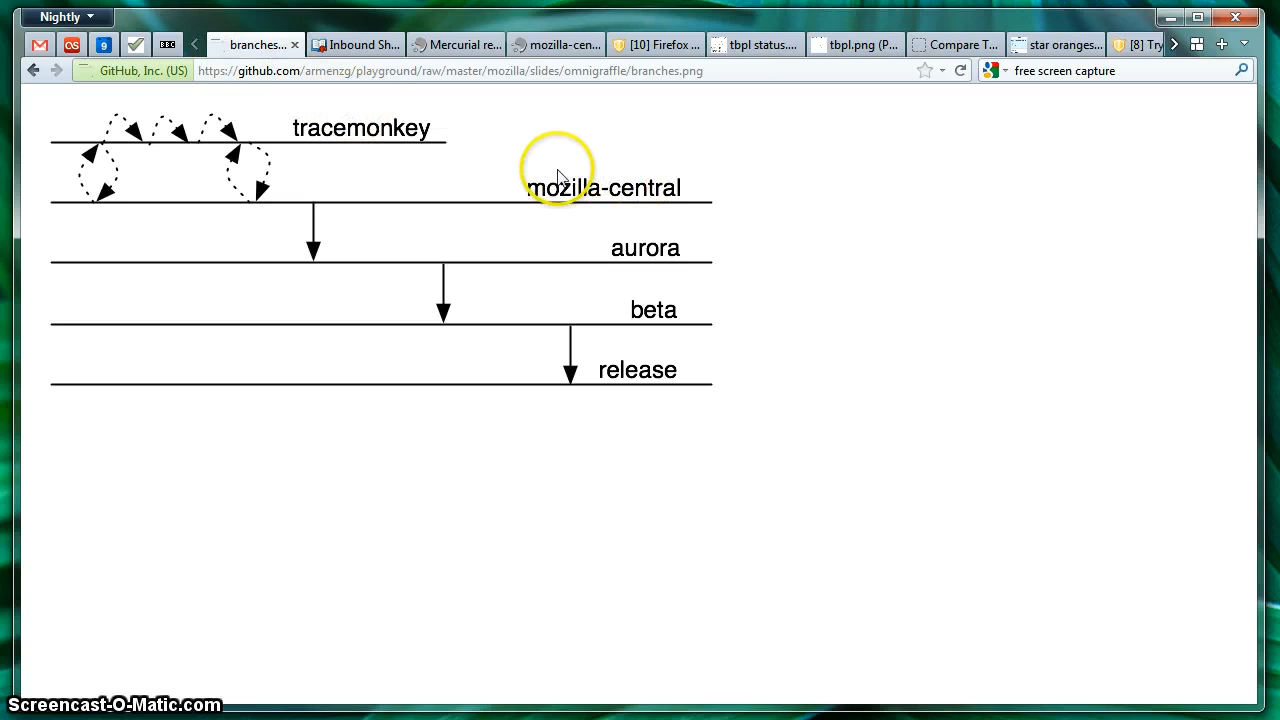 Nightly
branches...
Inbound Sh...
Mercurial re...
mozilla-cen...
[10] Firefox ...
tbpl status....
tbpl.png (P...
Compare T...
star oranges...
[8] Try
9
BBC
GitHub, Inc. (US)
https://github.com/armenzg/playground/raw/master/mozilla/slides/omnigraffle/branches.png
free screen capture
tracemonkey
mozilla-central
aurora
beta
release
Screencast-O-Matic.com